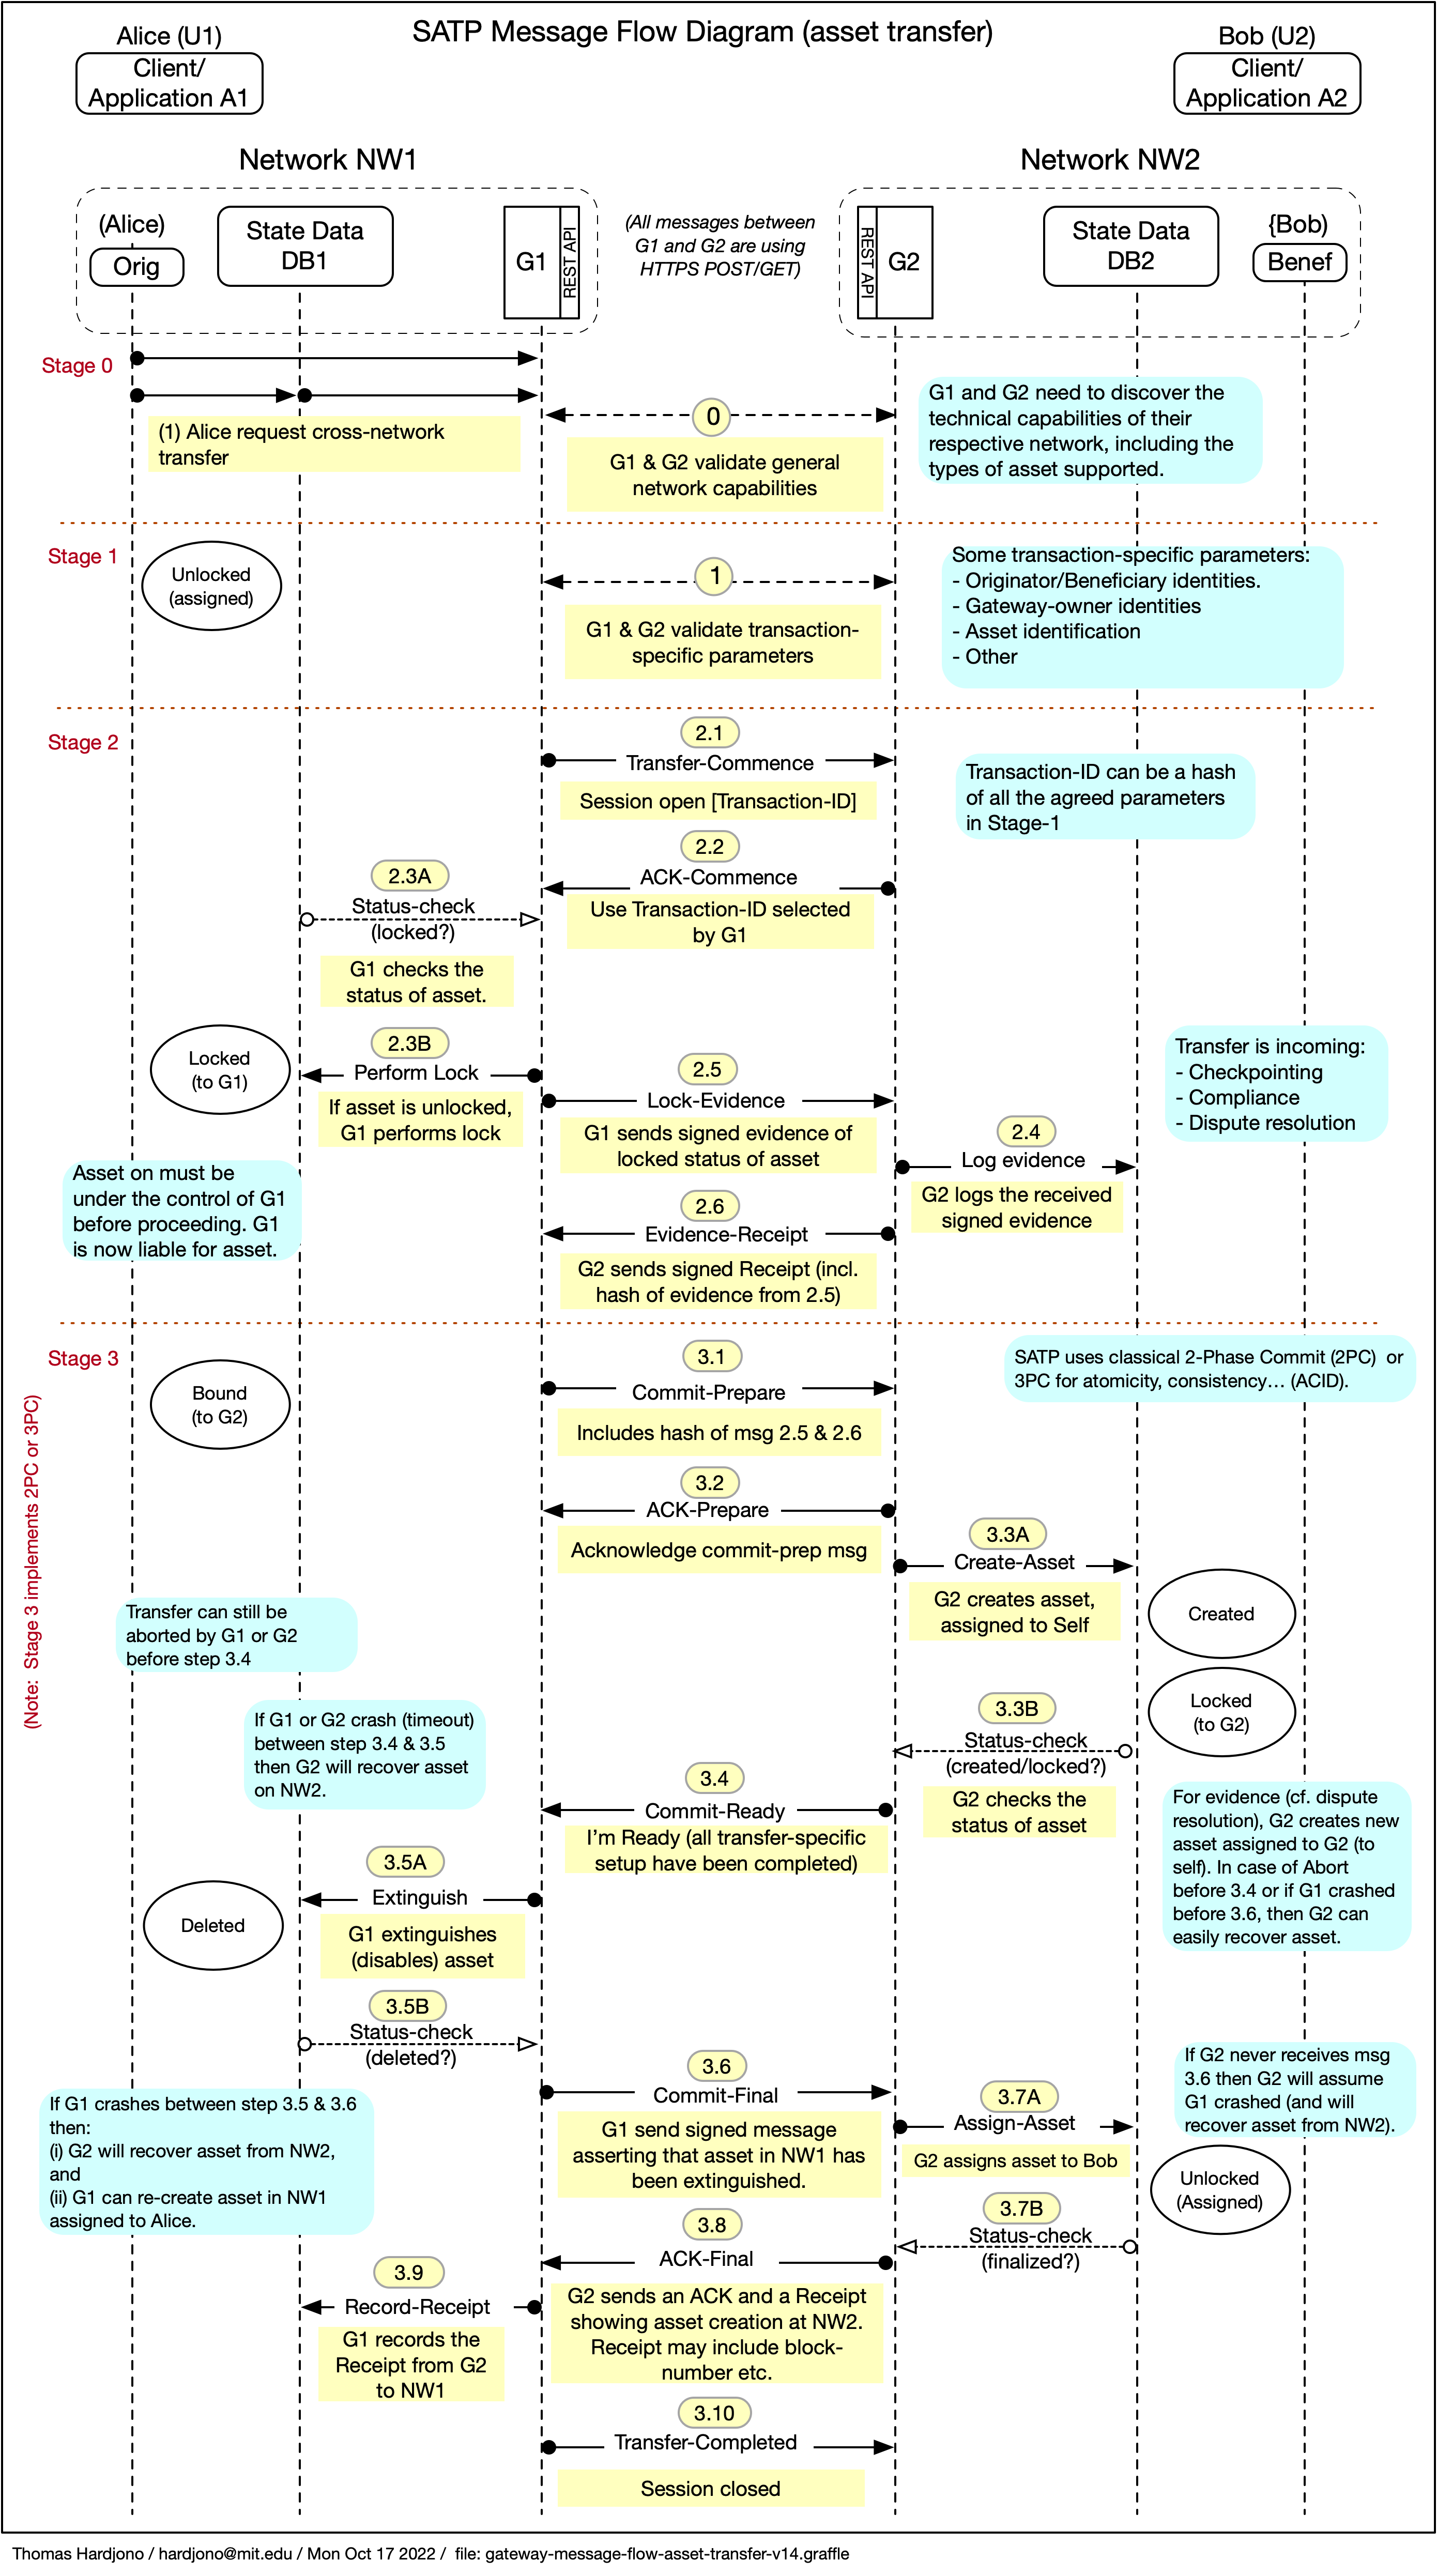 SATP Message Flow Diagram (asset transfer)
Alice (U1)
Client/
Application A1
Bob (U2)
Client/
Application A2
Network NW1
Network NW2
(Alice)
Orig
State Data
DB1
G1
REST API
(All messages between
G1 and G2 are using
HTTPS POST/GET)
REST API
G2
State Data
DB2
{Bob)
Benef
Stage 0
(1) Alice request cross-network
transfer
0
G1 & G2 validate general
network capabilities
G1 and G2 need to discover the
technical capabilities of their
respective network, including the
types of asset supported.
Stage 1
Unlocked
(assigned)
1
G1 & G2 validate transaction-
specific parameters
Some transaction-specific parameters:
- Originator/Beneficiary identities.
- Gateway-owner identities
- Asset identification
- Other
Stage 2
2.1
Transfer-Commence
Session open [Transaction-ID]
Transaction-ID can be a hash
of all the agreed parameters
in Stage-1
2.2
ACK-Commence
Use Transaction-ID selected
by G1
2.3A
Status-check
(locked?)
G1 checks the
status of asset.
Locked
(to G1)
2.3B
Perform Lock
If asset is unlocked,
G1 performs lock
2.5
Lock-Evidence
G1 sends signed evidence of
locked status of asset
Transfer is incoming:
- Checkpointing
- Compliance
- Dispute resolution
2.4
Log evidence
G2 logs the received
signed evidence
Asset on must be
under the control of G1
before proceeding. G1
is now liable for asset.
2.6
Evidence-Receipt
G2 sends signed Receipt (incl.
hash of evidence from 2.5)
Stage 3
(Note: Stage 3 implements 2PC or 3PC)
Bound
(to G2)
3.1
Commit-Prepare
Includes hash of msg 2.5 & 2.6
SATP uses classical 2-Phase Commit (2PC) or
3PC for atomicity, consistency… (ACID).
3.2
ACK-Prepare
Acknowledge commit-prep msg
3.3A
Create-Asset
G2 creates asset,
assigned to Self
Created
Transfer can still be
aborted by G1 or G2
before step 3.4
Locked
(to G2)
3.3B
Status-check
(created/locked?)
G2 checks the
status of asset
If G1 or G2 crash (timeout)
between step 3.4 & 3.5
then G2 will recover asset
on NW2.
3.4
Commit-Ready
I'm Ready (all transfer-specific
setup have been completed)
For evidence (cf. dispute
resolution), G2 creates new
asset assigned to G2 (to
self). In case of Abort
before 3.4 or if G1 crashed
before 3.6, then G2 can
easily recover asset.
3.5A
Extinguish
G1 extinguishes
(disables) asset
Deleted
3.5B
Status-check
(deleted?)
3.6
Commit-Final
G1 send signed message
asserting that asset in NW1 has
been extinguished.
If G2 never receives msg
3.6 then G2 will assume
G1 crashed (and will
recover asset from NW2).
3.7A
Assign-Asset
G2 assigns asset to Bob
If G1 crashes between step 3.5 & 3.6
then:
(i) G2 will recover asset from NW2,
and
(ii) G1 can re-create asset in NW1
assigned to Alice.
Unlocked
(Assigned)
3.7B
Status-check
(finalized?)
3.8
ACK-Final
G2 sends an ACK and a Receipt
showing asset creation at NW2.
Receipt may include block-
number etc.
3.9
Record-Receipt
G1 records the
Receipt from G2
to NW1
3.10
Transfer-Completed
Session closed
Thomas Hardjono / hardjono@mit.edu / Mon Oct 17 2022 / file: gateway-message-flow-asset-transfer-v14.graffle